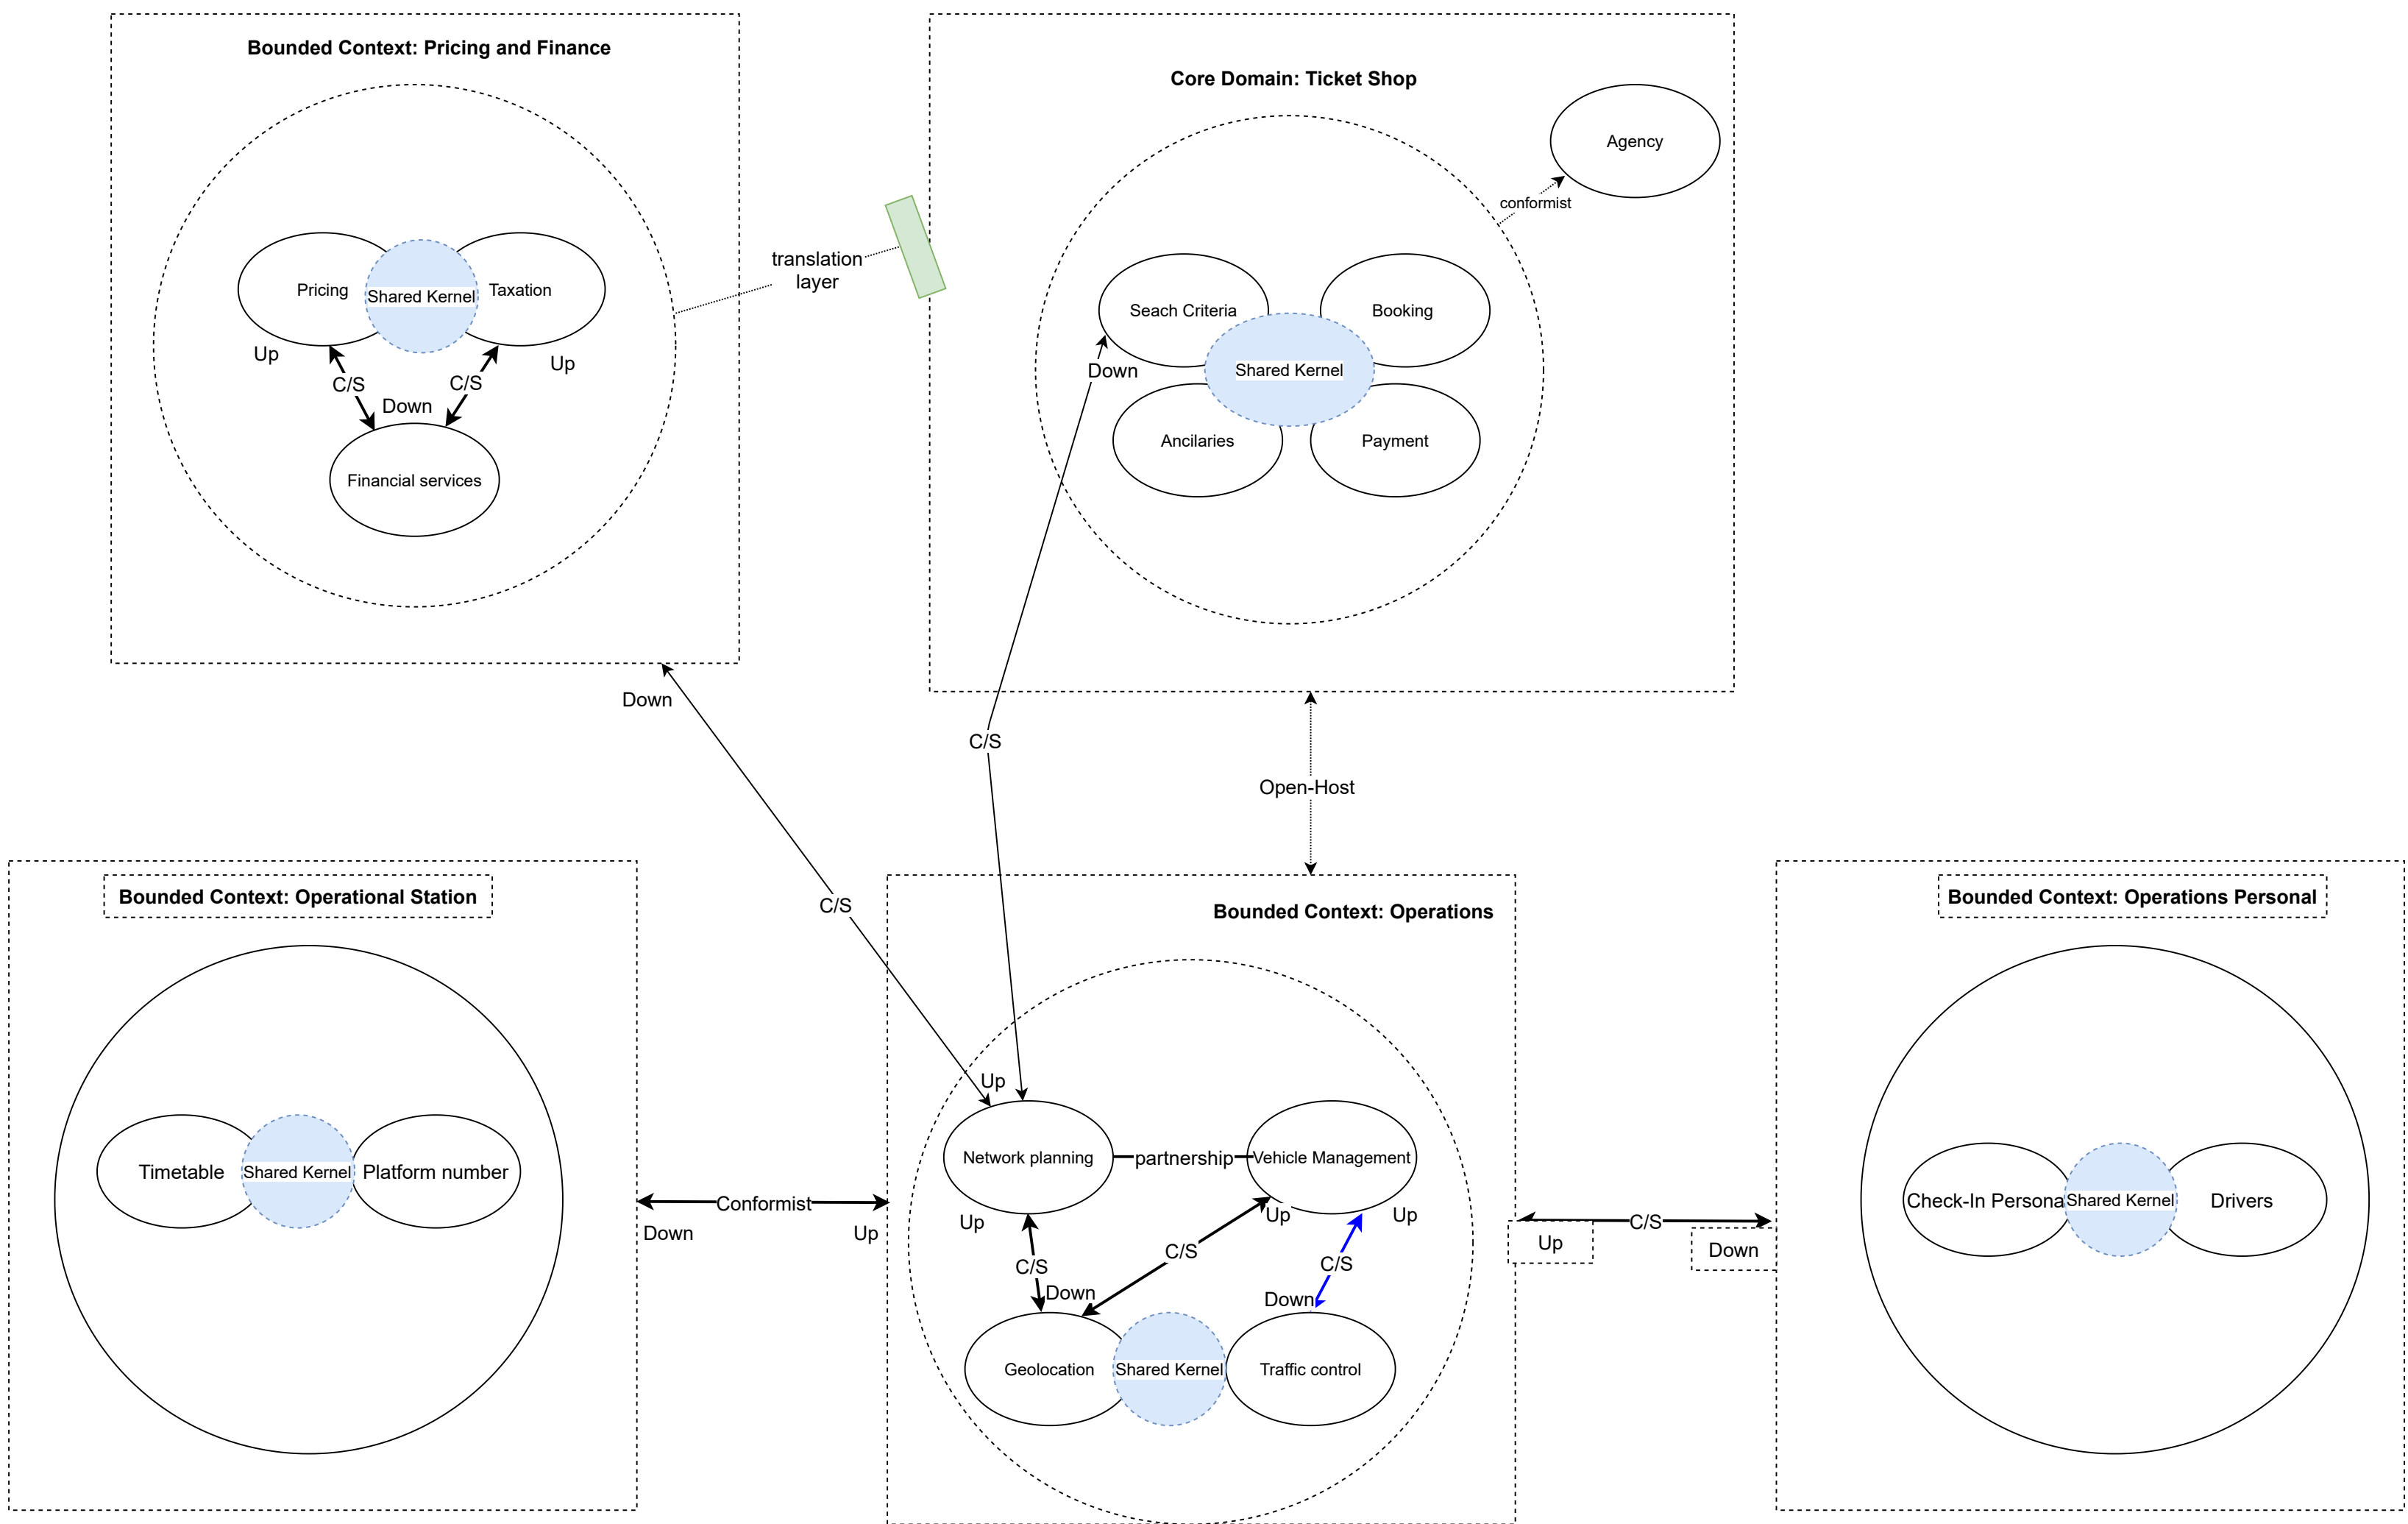 Bounded Context: Pricing and Finance
Pricing
Shared Kernel
Taxation
Up
Up
C/S
C/S
Down
Financial services
translation
layer
Core Domain: Ticket Shop
Agency
conformist
Seach Criteria
Booking
Down
Shared Kernel
Ancilaries
Payment
Down
C/S
Open-Host
C/S
Bounded Context: Operational Station
Timetable
Shared Kernel
Platform number
Conformist
Down
Up
Bounded Context: Operations
Up
Network planning
partnership
Vehicle Management
Up
Up
Up
C/S
C/S
C/S
Down
Down
Geolocation
Shared Kernel
Traffic control
C/S
Up
Down
Bounded Context: Operations Personal
Check-In Persona
Shared Kernel
Drivers